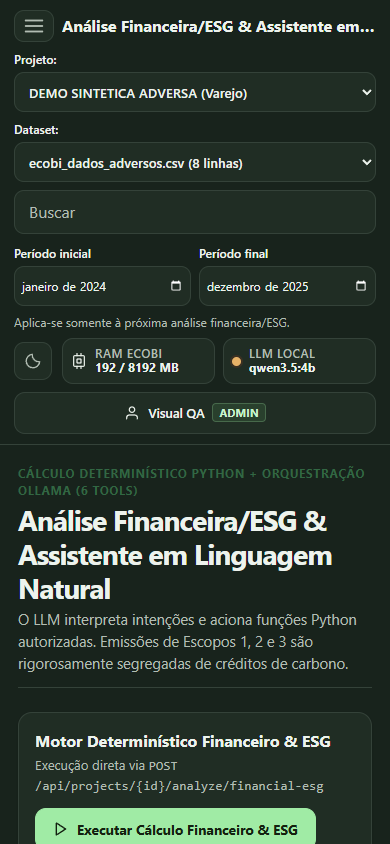 Análise Financeira/ESG & Assistente em...
Projeto:
DEMO SINTETICA ADVERSA (Varejo)
Dataset:
ecobi_dados_adversos.csv (8 linhas)
Buscar
Período inicial
Período final
janeiro de 2024
dezembro de 2025
Aplica-se somente à próxima análise financeira/ESG.
RAM ECOBI
192 / 8192 MB
LLM LOCAL
qwen3.5:4b
Visual QA ADMIN
CÁLCULO DETERMINÍSTICO PYTHON + ORQUESTRAÇÃO
OLLAMA (6 TOOLS)
Análise Financeira/ESG &
Assistente em Linguagem
Natural
O LLM interpreta intenções e aciona funções Python
autorizadas. Emissões de Escopos 1, 2 e 3 são
rigorosamente segregadas de créditos de carbono.
Motor Determinístico Financeiro & ESG
Execução direta via POST
/api/projects/{id}/analyze/financial-esg
Executar Cálculo Financeiro & ESG